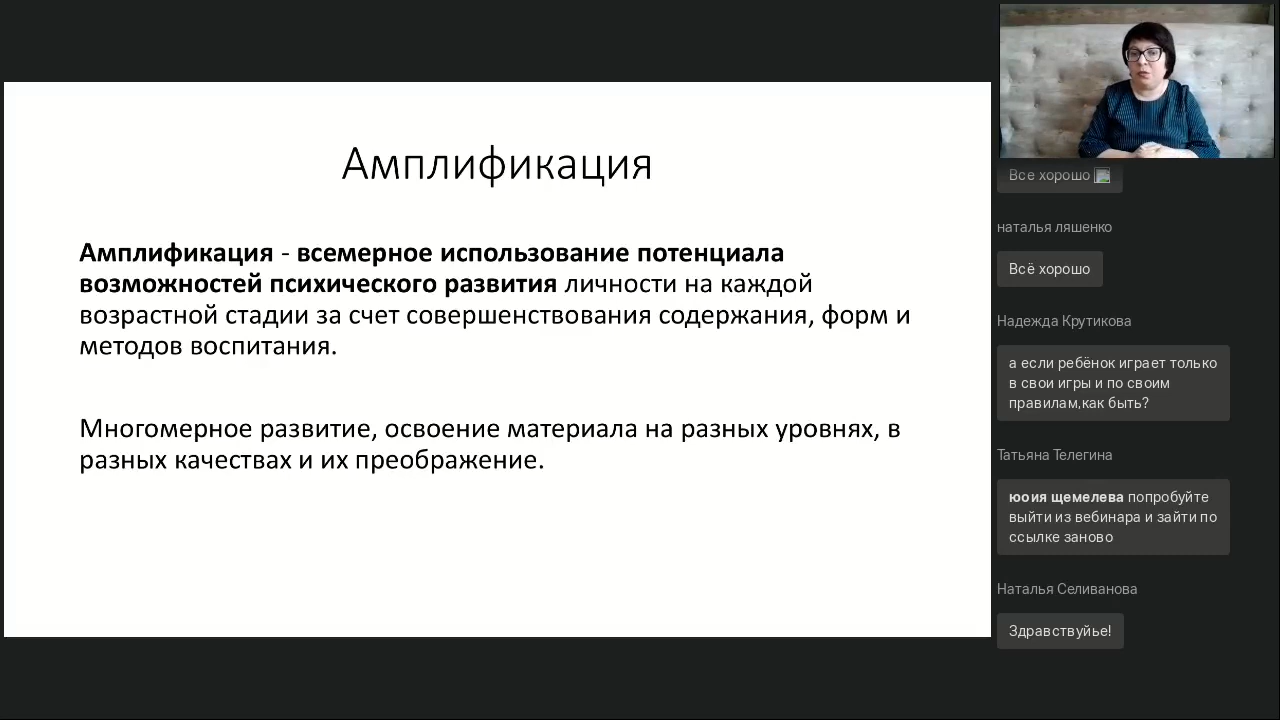 Амплификация
Амплификация - всемерное использование потенциала
возможностей психического развития личности на каждой
возрастной стадии за счет совершенствования содержания, форм и
методов воспитания.
Многомерное развитие, освоение материала на разных уровнях, в
разных качествах и их преображение.
Все хорошо
наталья ляшенко
Всё хорошо
Надежда Крутикова
а если ребёнок играет только
в свои игры и по своим
правилам,как быть?
Татьяна Телегина
юоия щемелева попробуйте
выйти из вебинара и зайти по
ссылке заново
Наталья Селиванова
Здравствуйье!